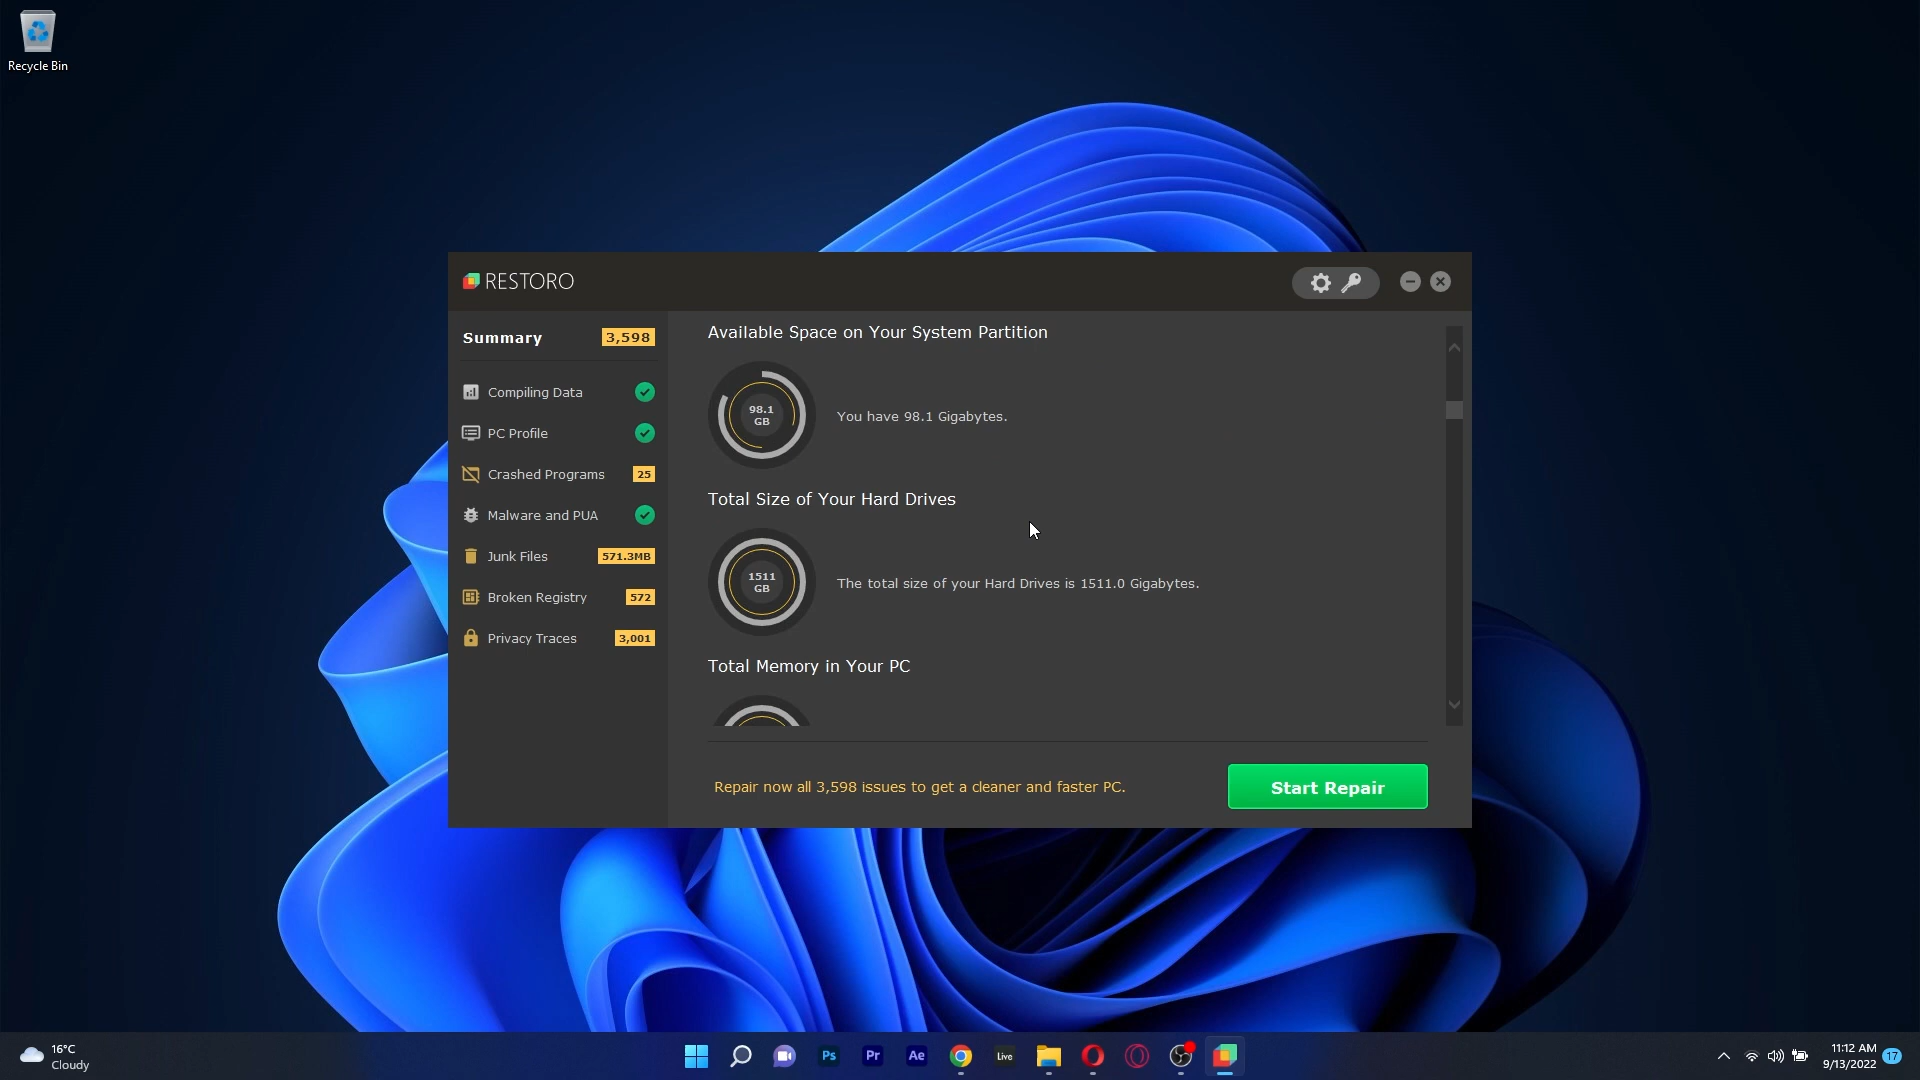 Recycle Bin
RESTORO
Summary 3,598
Compiling Data
PC Profile
Crashed Programs 25
Malware and PUA
Junk Files 571.3MB
Broken Registry 572
Privacy Traces 3,001
Available Space on Your System Partition
98.1
GB
You have 98.1 Gigabytes.
Total Size of Your Hard Drives
1511
GB
The total size of your Hard Drives is 1511.0 Gigabytes.
Total Memory in Your PC
Repair now all 3,598 issues to get a cleaner and faster PC.
Start Repair
16°C
Cloudy
Ps
Pr
Ae
Live
11:12 AM
9/13/2022
17